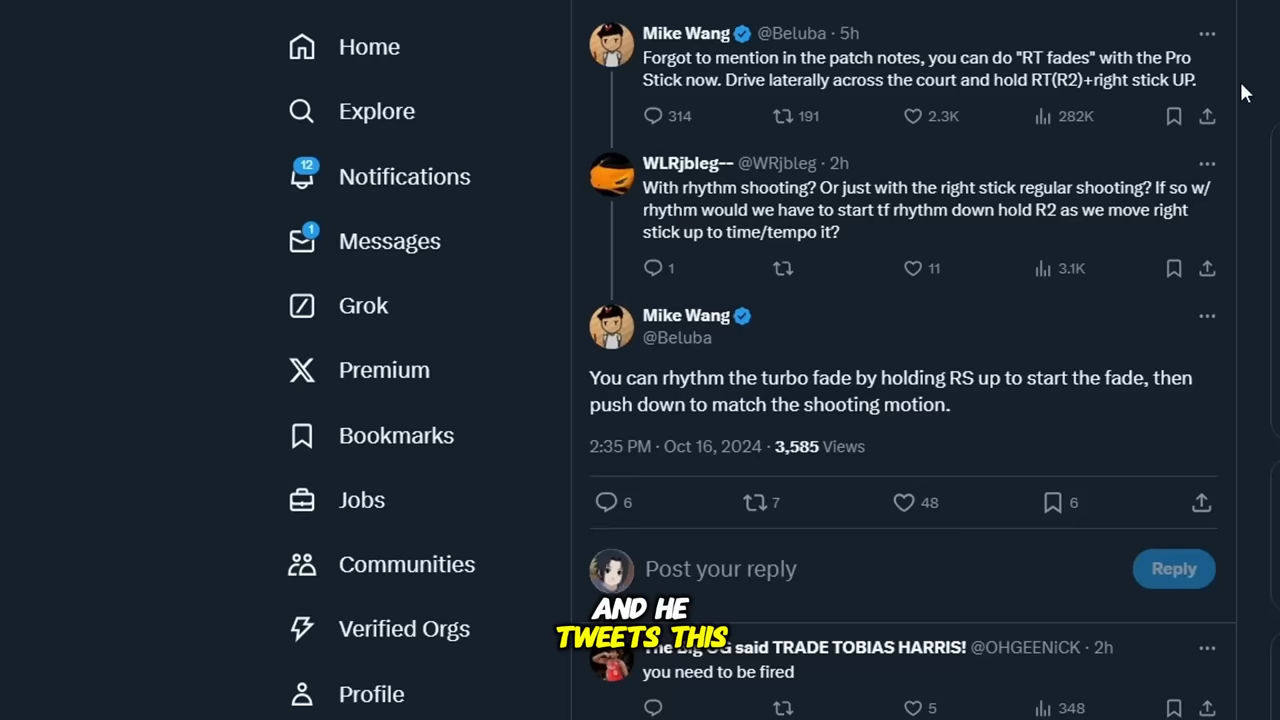 Home
Explore
12
Notifications
1
Messages
Grok
Premium
Bookmarks
Jobs
Communities
Verified Orgs
Profile
Mike Wang @Beluba · 5h
Forgot to mention in the patch notes, you can do "RT fades" with the Pro
Stick now. Drive laterally across the court and hold RT(R2)+right stick UP.
314 191 2.3K 282K
WLRjbleg-- @WRjbleg · 2h
With rhythm shooting? Or just with the right stick regular shooting? If so w/
rhythm would we have to start tf rhythm down hold R2 as we move right
stick up to time/tempo it?
1 11 3.1K
Mike Wang
@Beluba
You can rhythm the turbo fade by holding RS up to start the fade, then
push down to match the shooting motion.
2:35 PM · Oct 16, 2024 · 3,585 Views
6 7 48 6
Post your reply
Reply
AND HE
TWEETS THIS
The Big OG said TRADE TOBIAS HARRIS! @OHGEENiCK · 2h
you need to be fired
5 348